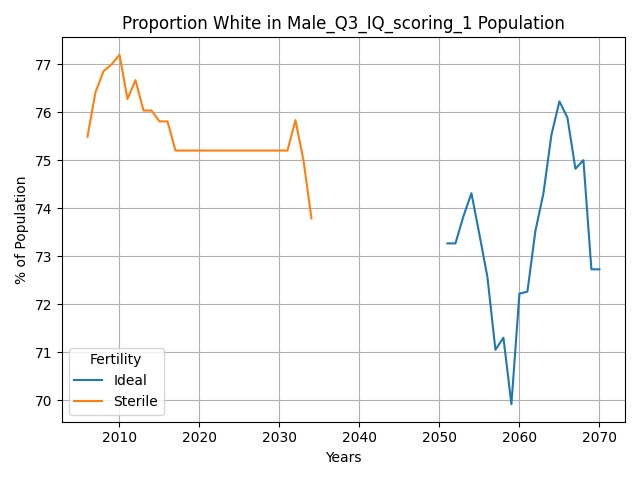 Proportion White in Male_Q3_IQ_scoring_1 Population
% of Population
77
76
75
74
73
72
71
70
Fertility
Ideal
Sterile
2010 2020 2030 2040 2050 2060 2070
Years